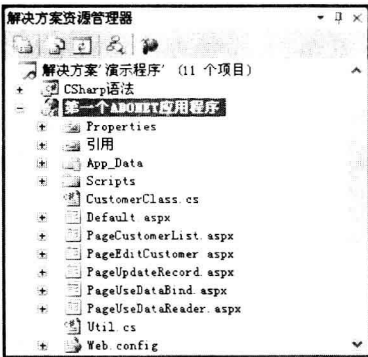 解决方案资源管理器
解决方案'演示程序' (11 个项目)
CSharp语法
第一个ADONET应用程序
Properties
引用
App_Data
Scripts
CustomerClass.cs
Default.aspx
PageCustomerList.aspx
PageEditCustomer.aspx
PageUpdateRecord.aspx
PageUseDataBind.aspx
PageUseDataReader.aspx
Util.cs
Web.config